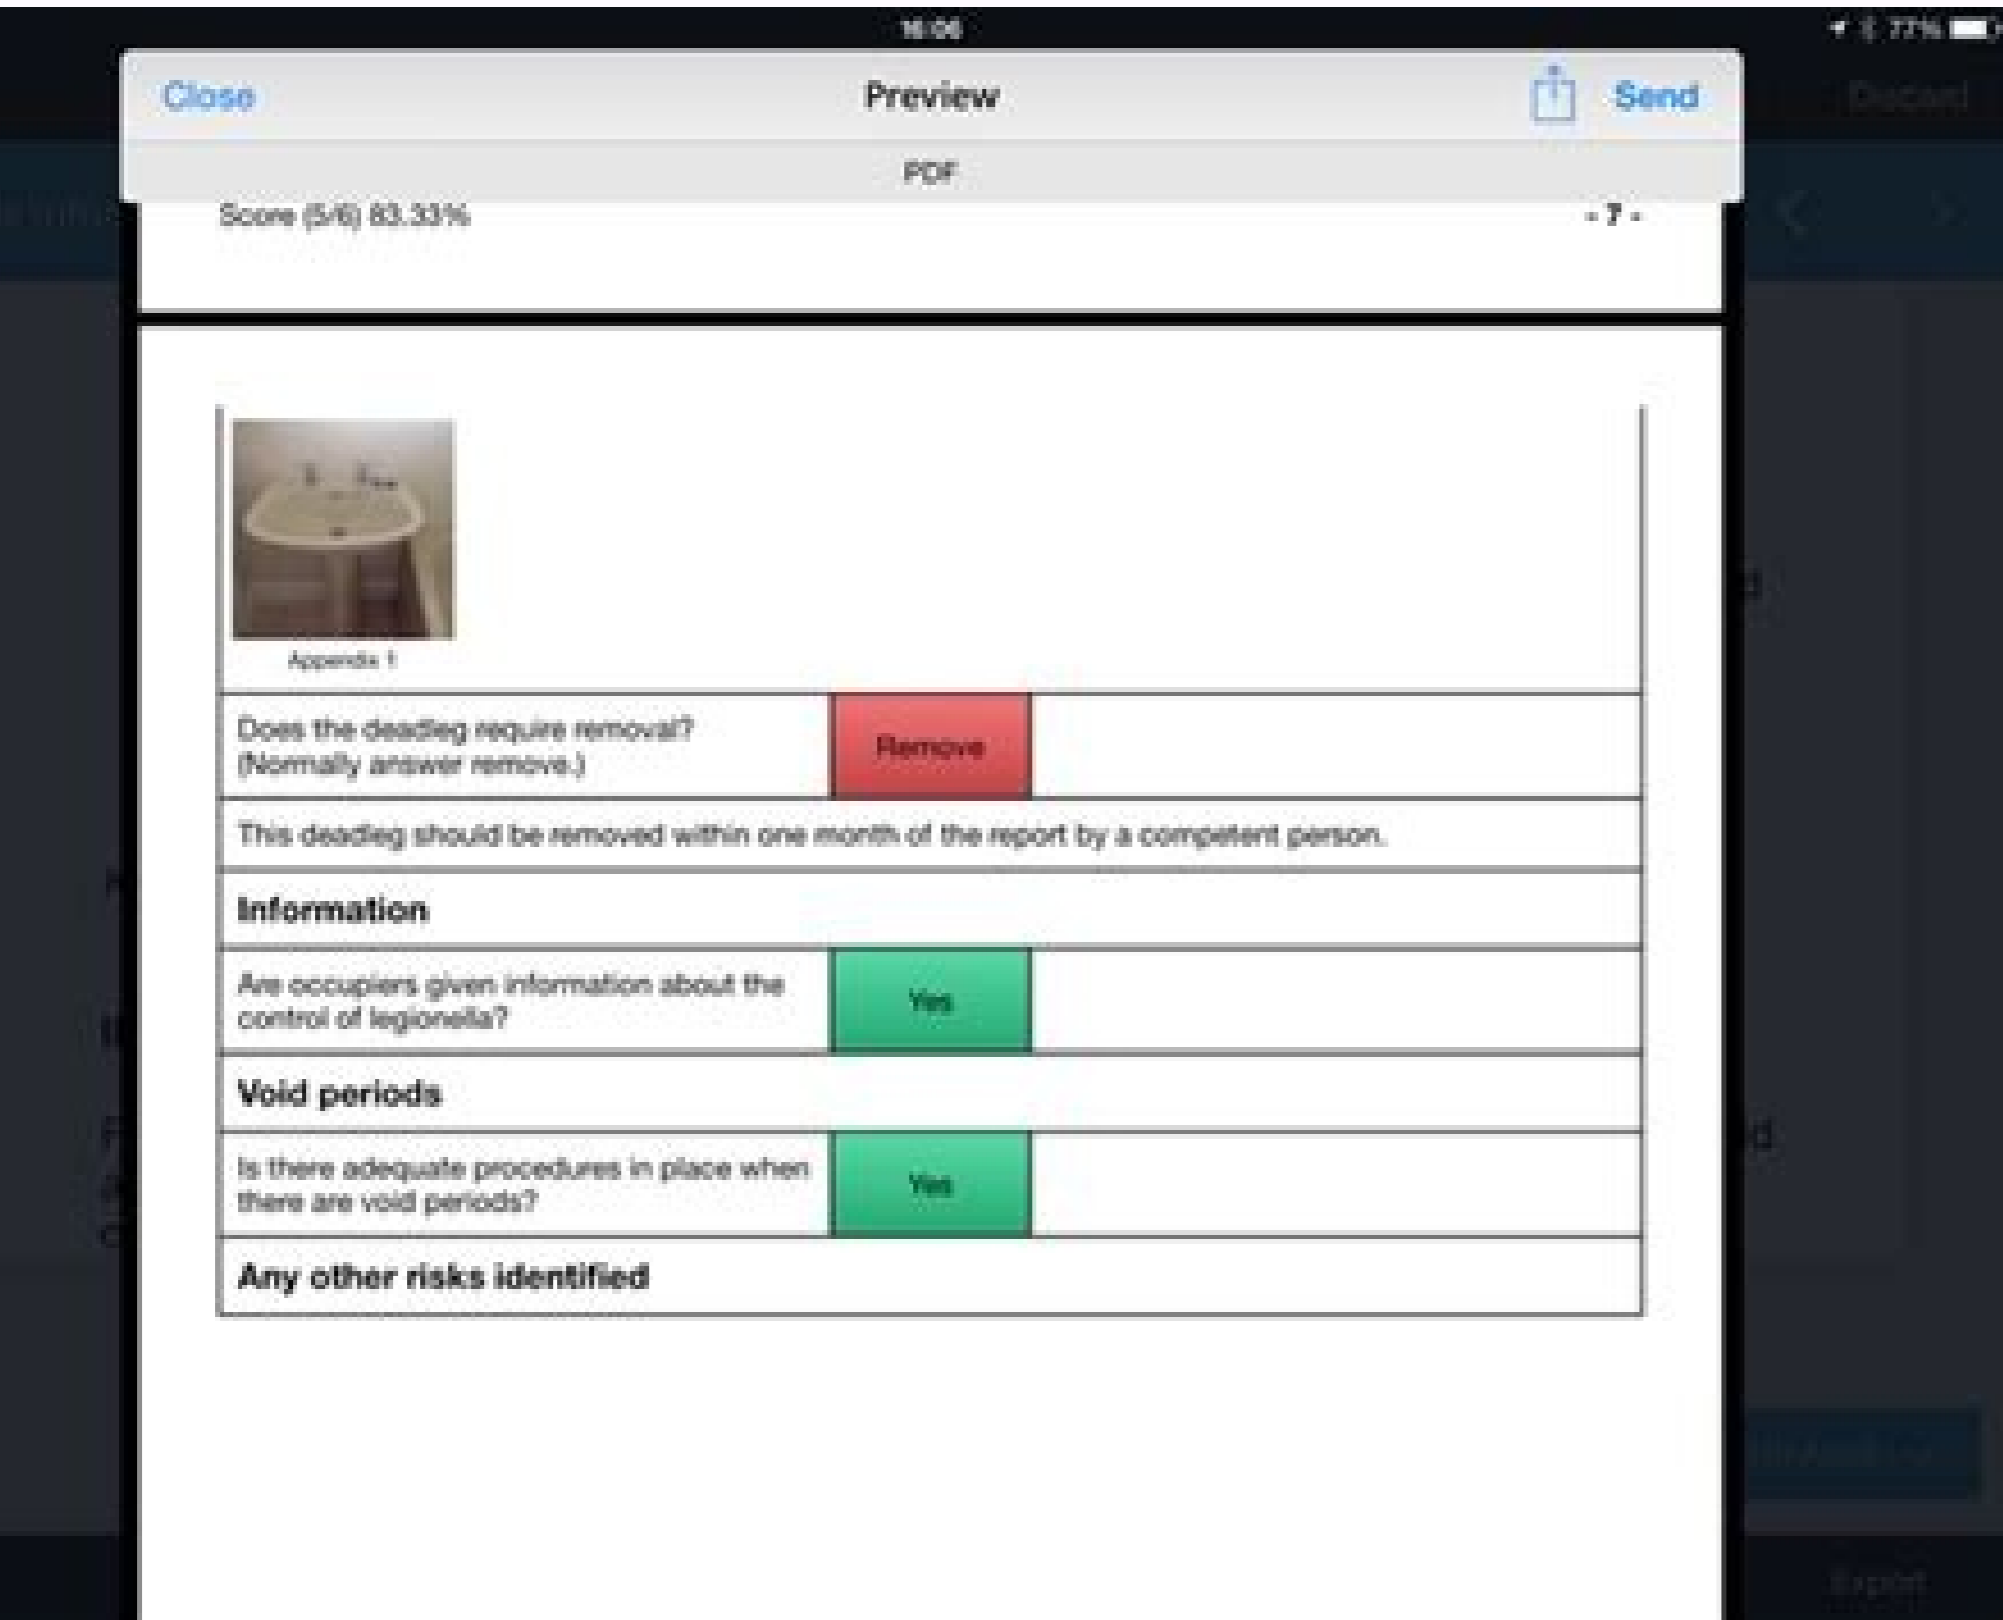 16:06
77%
Close
Preview
Send
Discard
PDF
Score (5/6) 83.33%
- 7 -
Appendix 1
Does the deadleg require removal?
(Normally answer remove.)
Remove
This deadleg should be removed within one month of the report by a competent person.
Information
Are occupiers given information about the
control of legionella?
Yes
Void periods
Is there adequate procedures in place when
there are void periods?
Yes
Any other risks identified
Export